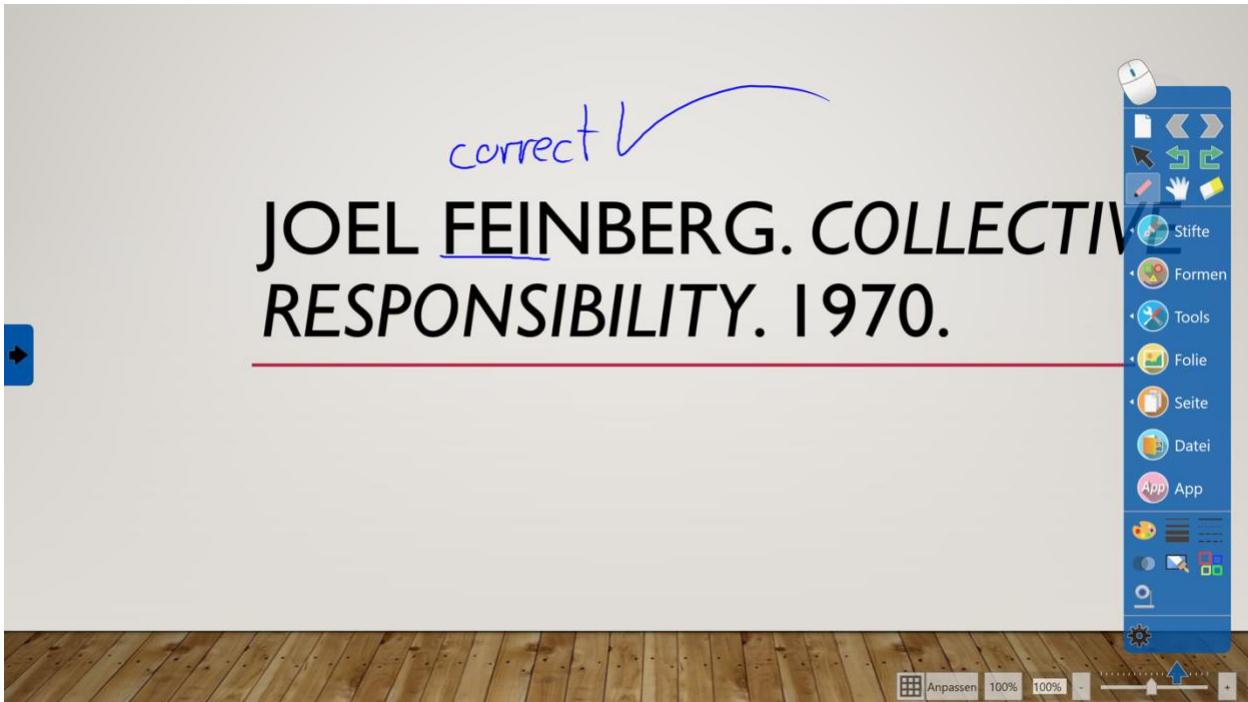 correct
JOEL FEINBERG. COLLECTIVE
RESPONSIBILITY. 1970.
Stifte
Formen
Tools
Folie
Seite
Datei
App App
Anpassen 100% 100% - +